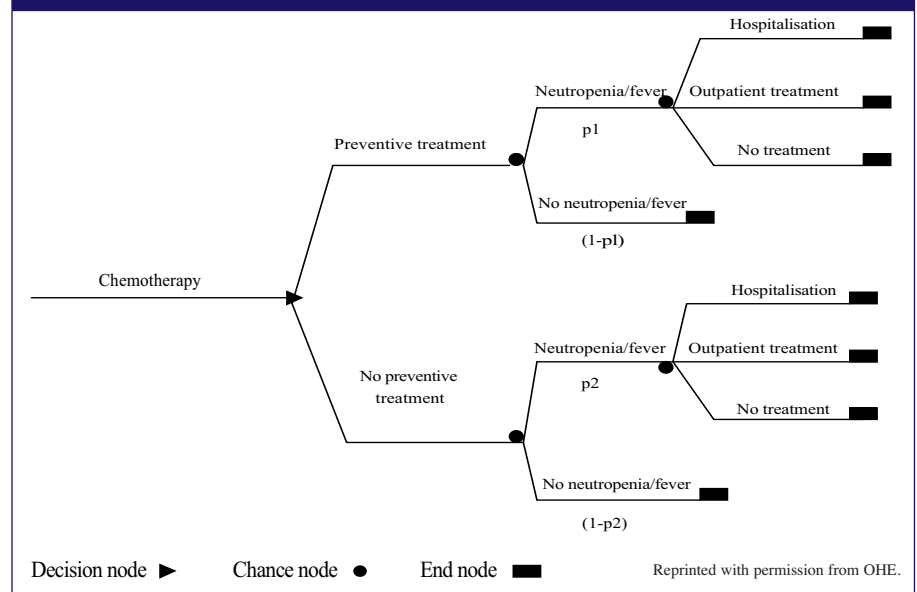 Hospitalisation
Neutropenia/fever
Outpatient treatment
p1
Preventive treatment
No treatment
No neutropenia/fever
(1-p1)
Chemotherapy
Hospitalisation
Neutropenia/fever
Outpatient treatment
p2
No preventive
treatment
No treatment
No neutropenia/fever
(1-p2)
Decision node
Chance node
End node
Reprinted with permission from OHE.